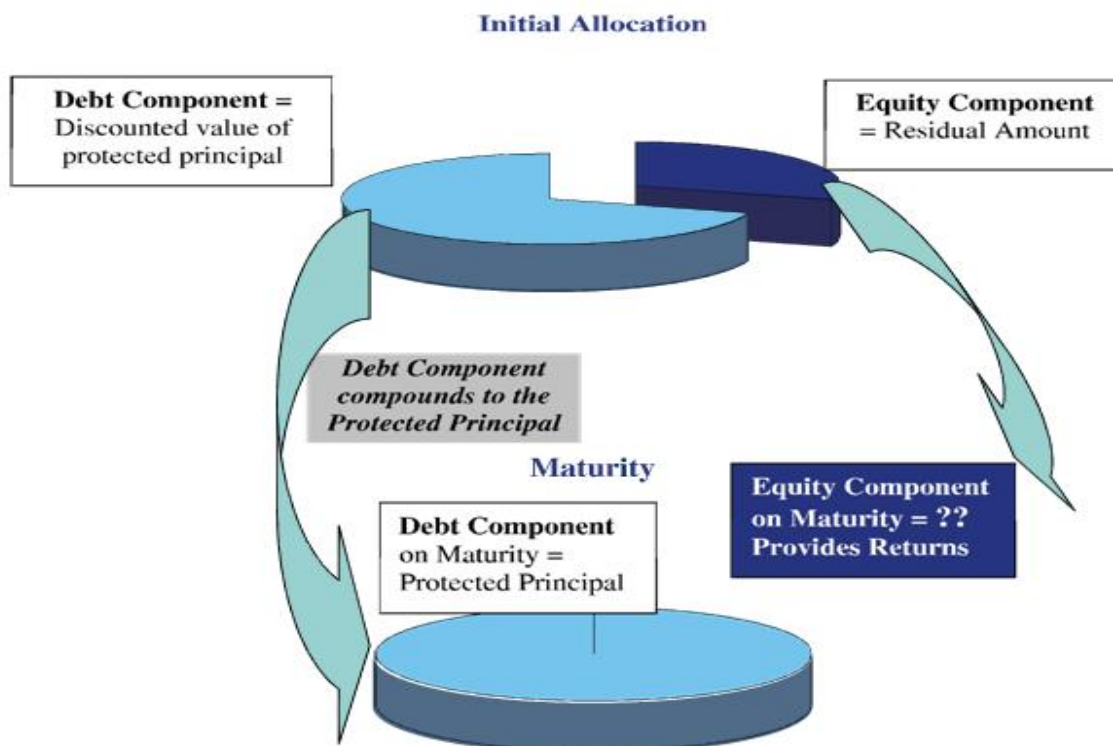 Initial Allocation
Debt Component =
Discounted value of
protected principal
Equity Component
= Residual Amount
Debt Component
compounds to the
Protected Principal
Maturity
Debt Component
on Maturity =
Protected Principal
Equity Component
on Maturity = ??
Provides Returns